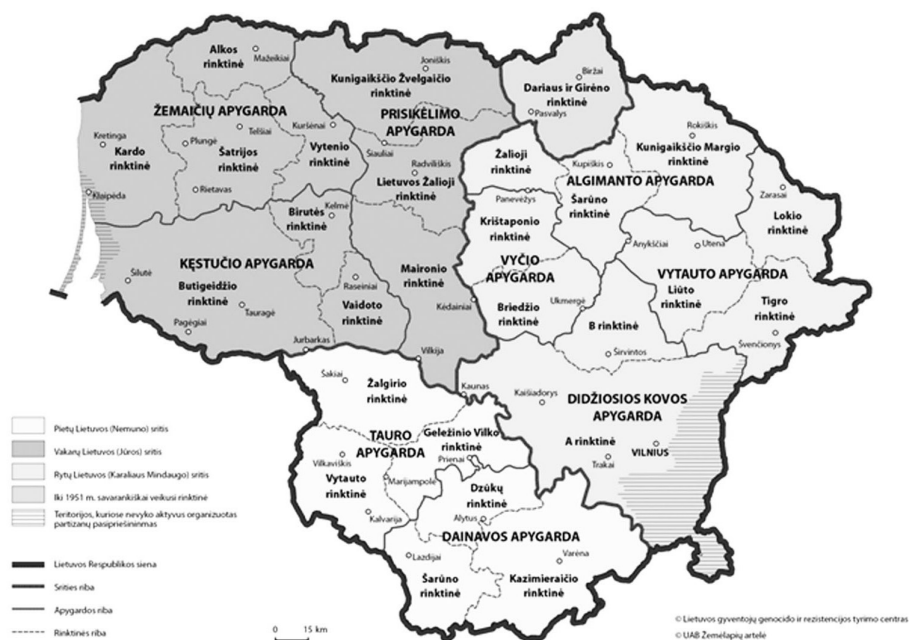 Alkos
rinktinė
Mažeikiai
ŽEMAIČIŲ APYGARDA
Kretinga
Kardo
rinktinė
Plungė
Telšiai
Šatrijos
rinktinė
Rietavas
Klaipėda
Kuršėnai
Vytenio
rinktinė
Joniškis
Kunigaikščio Žvelgaičio
rinktinė
PRISIKĖLIMO
APYGARDA
Šiauliai
Radviliškis
Lietuvos Žalioji
rinktinė
Maironio
rinktinė
Kėdainiai
Vilkija
Birutės
rinktinė
Kelmė
KĘSTUČIO APYGARDA
Šilutė
Butigeidžio
rinktinė
Tauragė
Pagėgiai
Raseiniai
Vaidoto
rinktinė
Jurbarkas
Biržai
Dariaus ir Girėno
rinktinė
Pasvalys
Žalioji
rinktinė
Panevėžys
Krištaponio
rinktinė
VYČIO
APYGARDA
Briedžio
rinktinė
Ukmergė
Rokiškis
Kunigaikščio Margio
rinktinė
Kupiškis
ALGIMANTO APYGARDA
Šarūno
rinktinė
Anykščiai
Zarasai
Lokio
rinktinė
Utena
VYTAUTO APYGARDA
Liūto
rinktinė
Tigro
rinktinė
Švenčionys
B rinktinė
Širvintos
Kaunas
Kaišiadorys
DIDŽIOSIOS KOVOS
APYGARDA
A rinktinė
VILNIUS
Trakai
Šakiai
Žalgirio
rinktinė
TAURO
APYGARDA
Geležinio Vilko
rinktinė
Prienai
Vilkaviškis
Vytauto
rinktinė
Marijampolė
Kalvarija
Dzūkų
rinktinė
Alytus
DAINAVOS APYGARDA
Lazdijai
Šarūno
rinktinė
Varėna
Kazimieraičio
rinktinė
Pietų Lietuvos (Nemuno) sritis
Vakarų Lietuvos (Jūros) sritis
Rytų Lietuvos (Karaliaus Mindaugo) sritis
Iki 1951 m. savarankiškai veikusi rinktinė
Teritorijos, kuriose nevyko aktyvus organizuotas
partizanų pasipriešinimas
Lietuvos Respublikos siena
Srities riba
Apygardos riba
Rinktinės riba
0 15 km
© Lietuvos gyventojų genocido ir rezistencijos tyrimo centras
© UAB Žemėlapių artelė